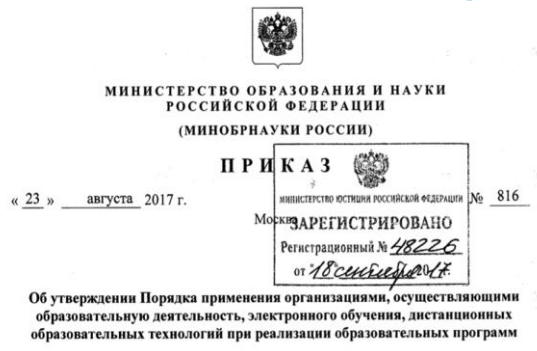 МИНИСТЕРСТВО ОБРАЗОВАНИЯ И НАУКИ
РОССИЙСКОЙ ФЕДЕРАЦИИ
(МИНОБРНАУКИ РОССИИ)
ПРИКАЗ
« 23 » августа 2017 г.
№ 816
Москва
МИНИСТЕРСТВО ЮСТИЦИИ РОССИЙСКОЙ ФЕДЕРАЦИИ
ЗАРЕГИСТРИРОВАНО
Регистрационный № 48226
от "18" сентября 2017.
Об утверждении Порядка применения организациями, осуществляющими
образовательную деятельность, электронного обучения, дистанционных
образовательных технологий при реализации образовательных программ